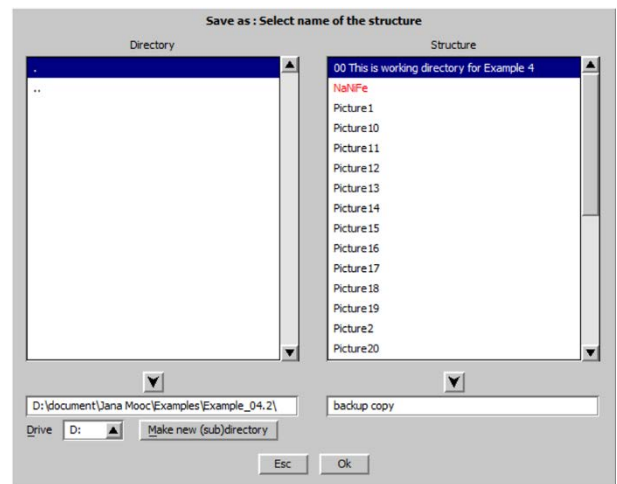 Save as : Select name of the structure
Directory
Structure
.
..
00 This is working directory for Example 4
NaNiFe
Picture1
Picture10
Picture11
Picture12
Picture13
Picture14
Picture15
Picture16
Picture17
Picture18
Picture19
Picture2
Picture20
D:\document\Jana Mooc\Examples\Example_04.2\
backup copy
Drive D: Make new (sub)directory
Esc Ok